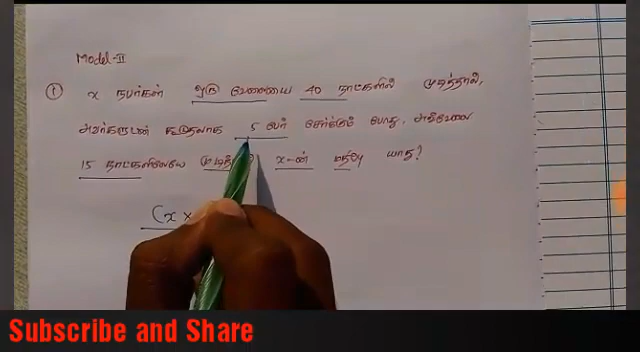 Model-II
① x நபர்கள் ஒரு வேலையை 40 நாட்களில் முடித்தால்,
அவர்களுடன் கூடுதலாக 5 பேர் சேர்க்கும் போது, அவ்வேலை
15 நாட்களிலேயே முடிந் x-ன் மதிப்பு யாது?
(x ×
Subscribe and Share